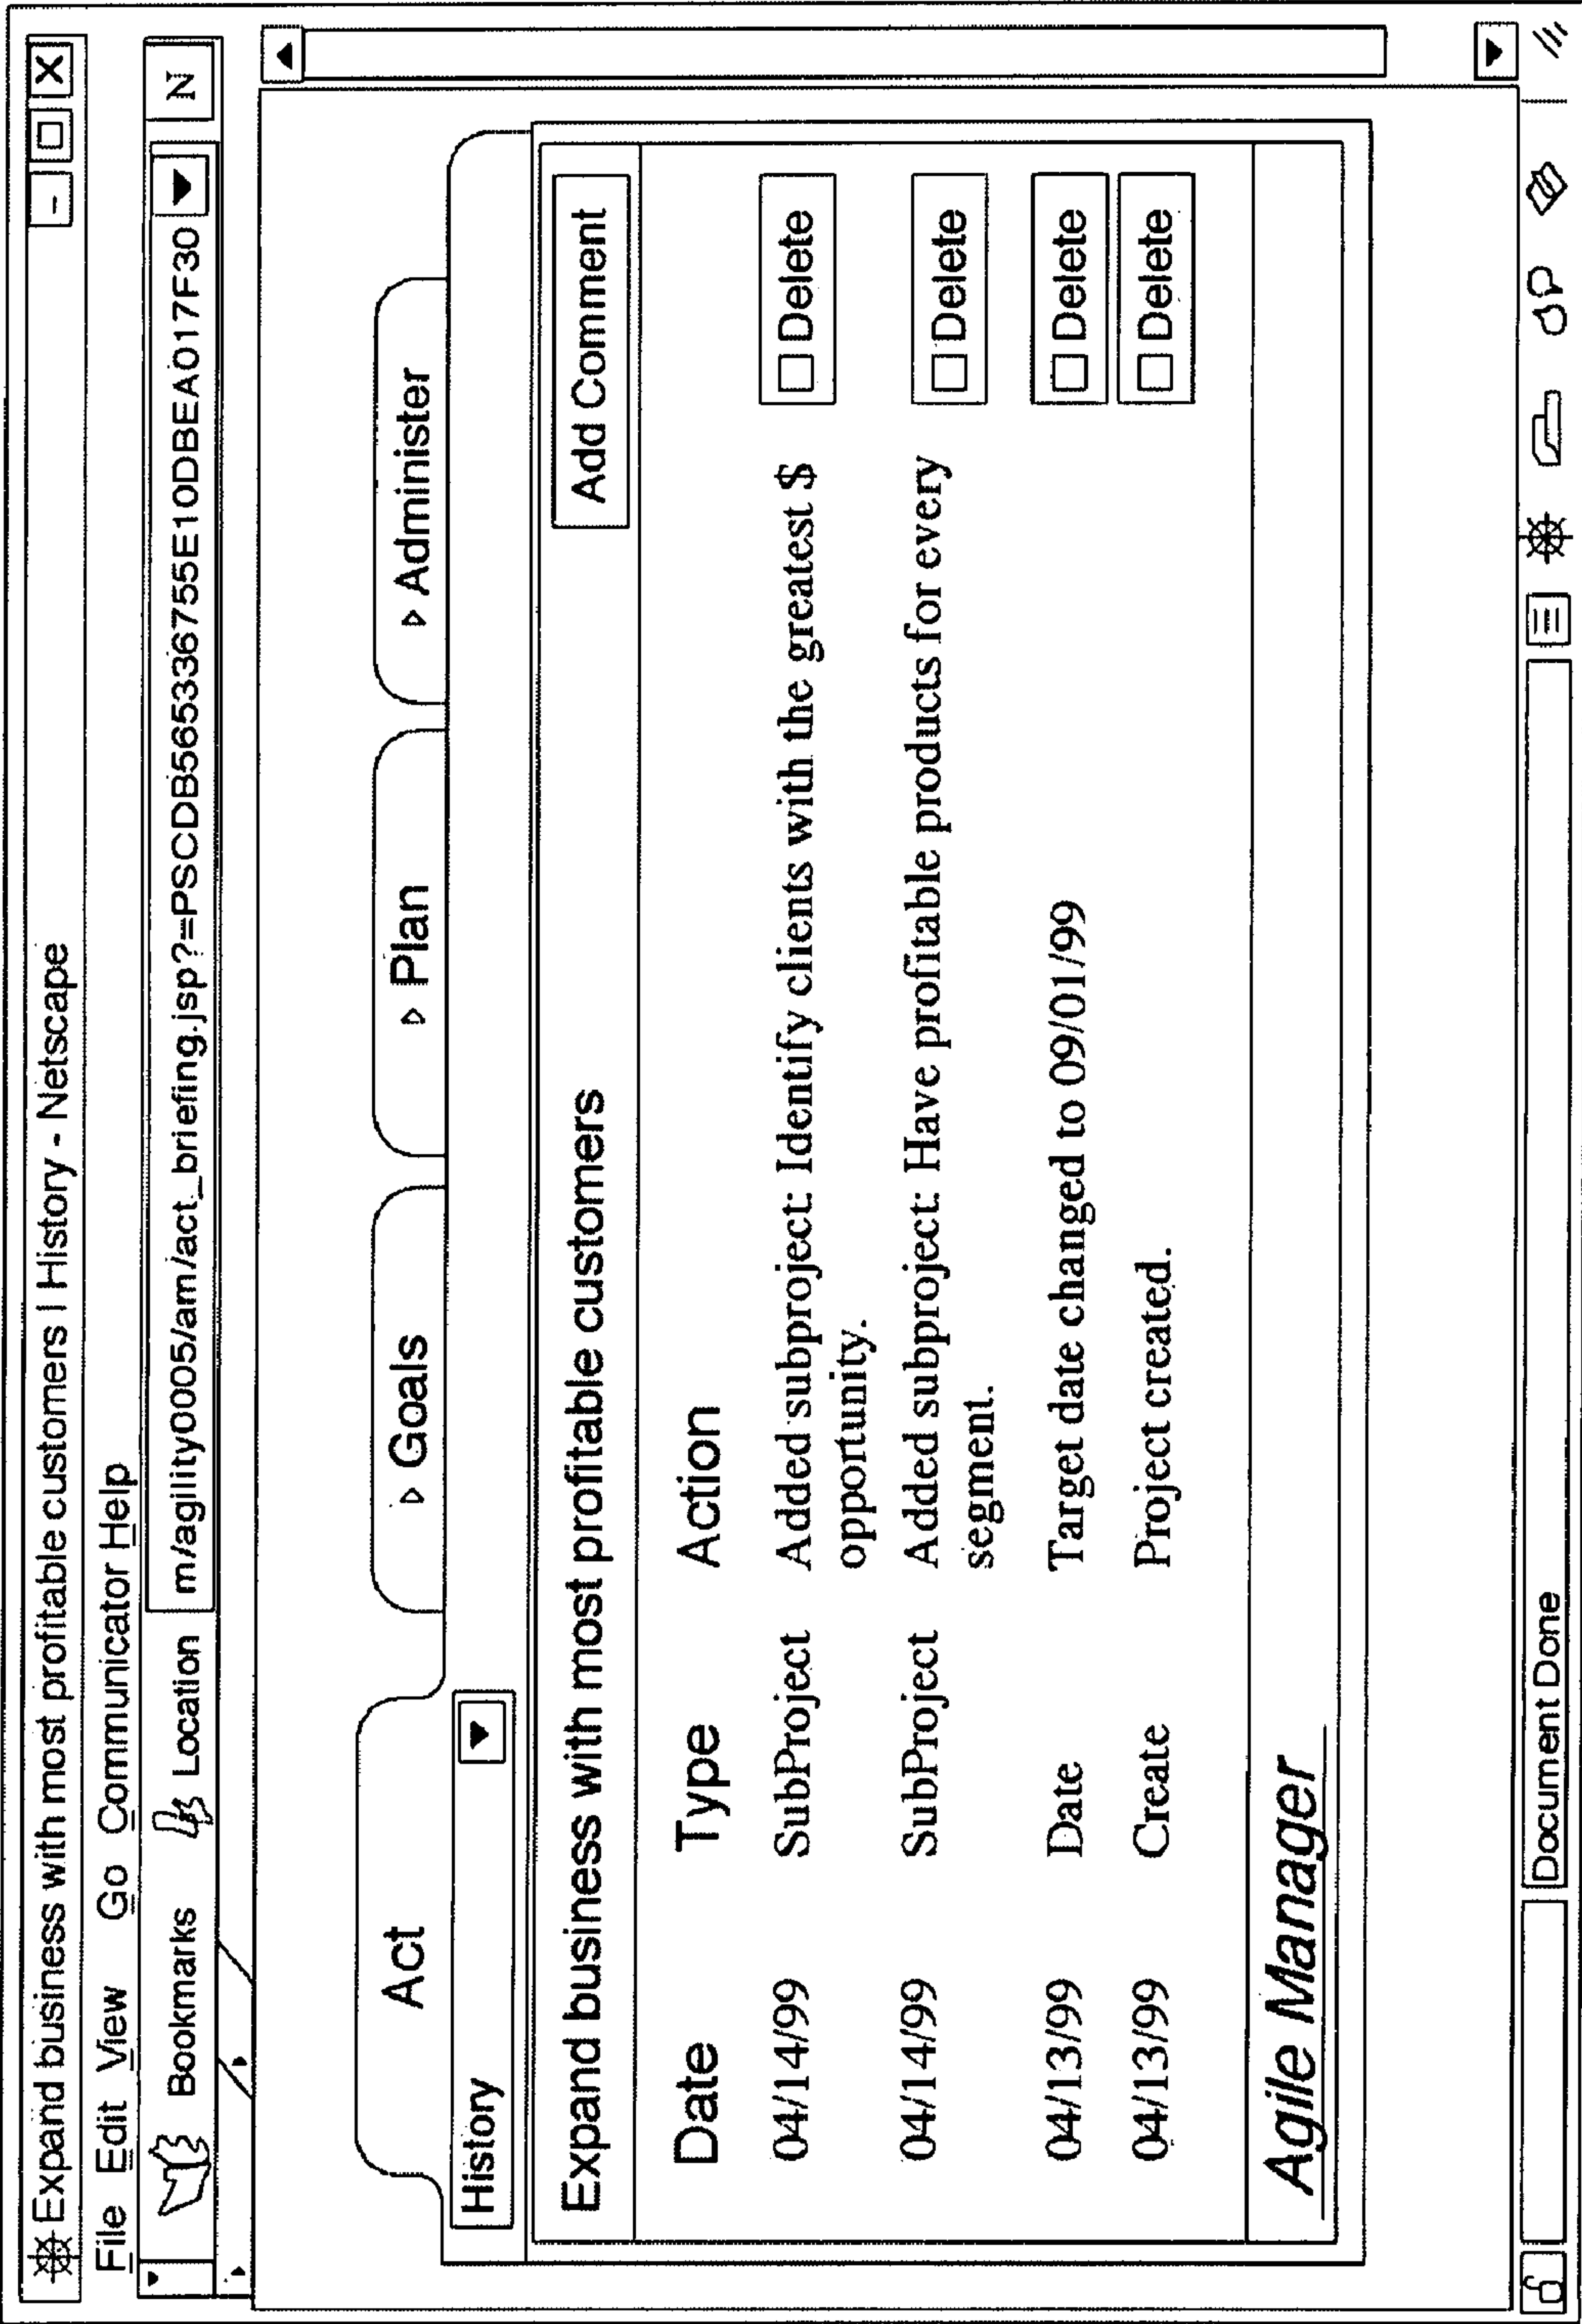 Expand business with most profitable customers | History - Netscape
File Edit View Go Communicator Help
Bookmarks Location m/agility0005/am/act_briefing.jsp?=PSCDB565336755E10DBEA017F30 N
Act Goals Plan Administer
History
Expand business with most profitable customers Add Comment
Date Type Action
04/14/99 SubProject Added subproject: Identify clients with the greatest $ Delete
opportunity.
04/14/99 SubProject Added subproject: Have profitable products for every Delete
segment.
04/13/99 Date Target date changed to 09/01/99 Delete
04/13/99 Create Project created. Delete
Agile Manager
Document Done